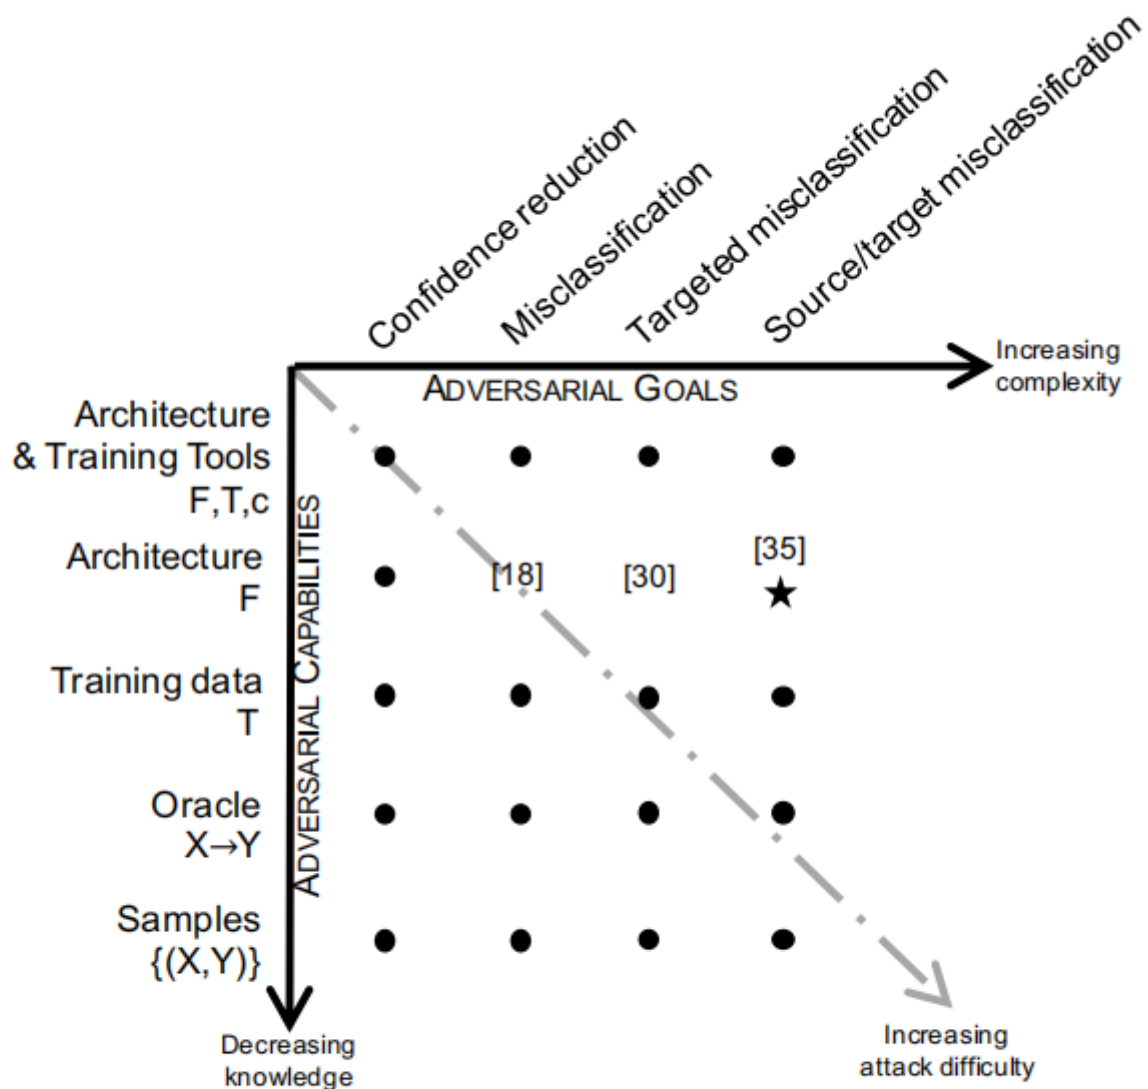 Confidence reduction
Misclassification
Targeted misclassification
Source/target misclassification
Increasing
complexity
ADVERSARIAL GOALS
Architecture
& Training Tools
F,T,c
Architecture
F
[18]
[30]
[35]
Training data
T
Oracle
X→Y
Samples
{(X,Y)}
ADVERSARIAL CAPABILITIES
Decreasing
knowledge
Increasing
attack difficulty